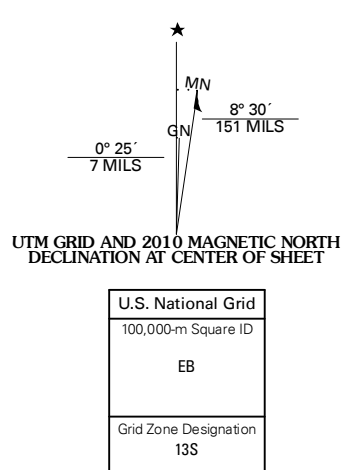 MN
8° 30´
151 MILS
GN
0° 25´
7 MILS
UTM GRID AND 2010 MAGNETIC NORTH
DECLINATION AT CENTER OF SHEET
U.S. National Grid
100,000-m Square ID
EB
Grid Zone Designation
13S